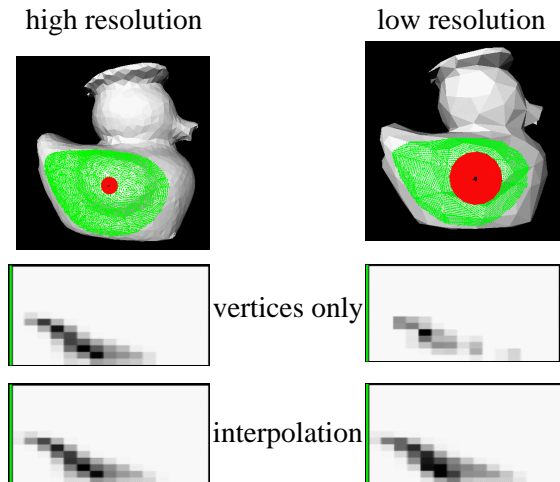 high resolution
low resolution
vertices only
interpolation